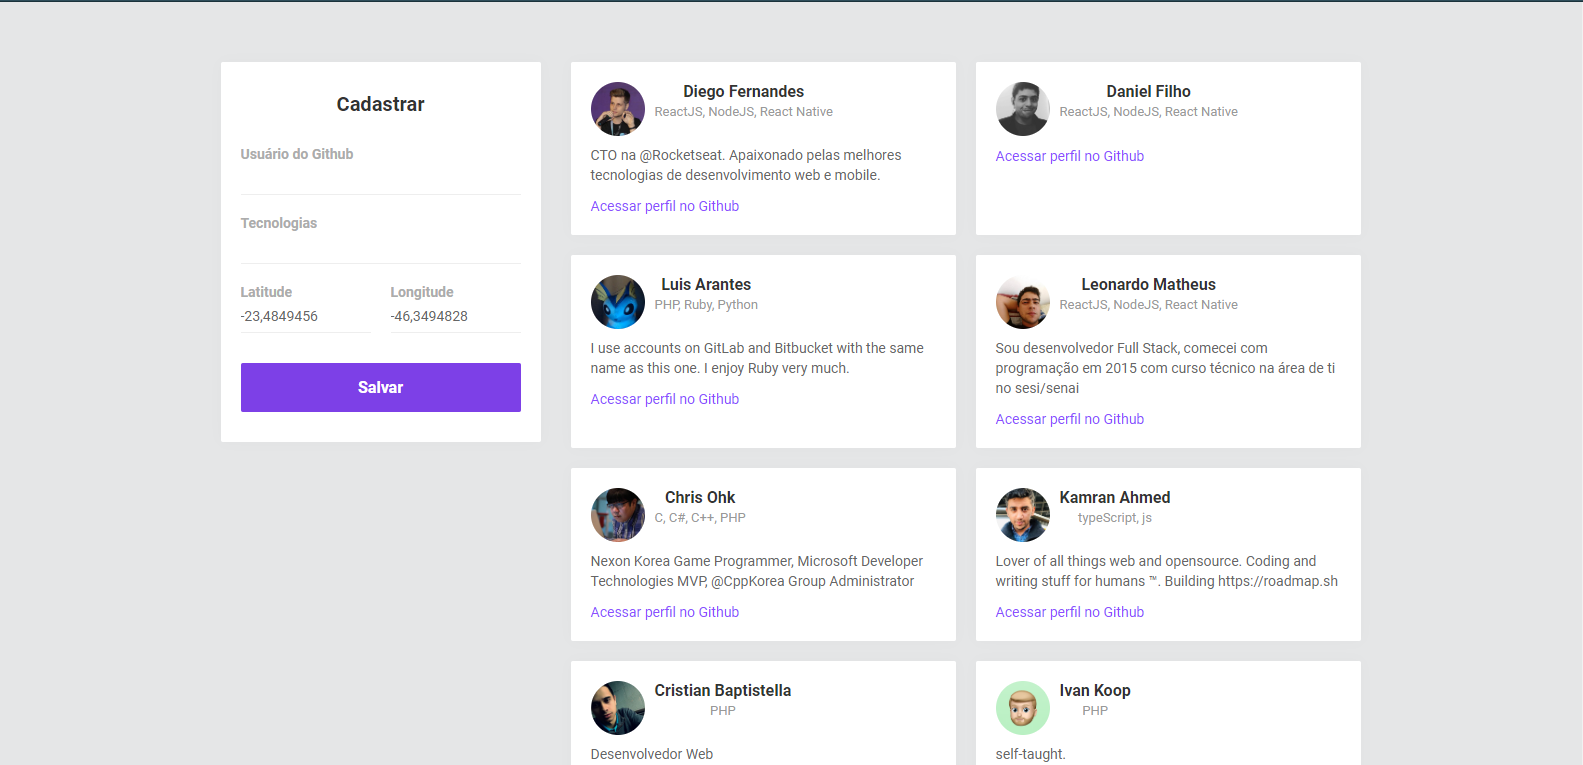 Cadastrar
Usuário do Github
Tecnologias
Latitude
Longitude
-23,4849456
-46,3494828
Salvar
Diego Fernandes
ReactJS, NodeJS, React Native
CTO na @Rocketseat. Apaixonado pelas melhores
tecnologias de desenvolvimento web e mobile.
Acessar perfil no Github
Daniel Filho
ReactJS, NodeJS, React Native
Acessar perfil no Github
Luis Arantes
PHP, Ruby, Python
I use accounts on GitLab and Bitbucket with the same
name as this one. I enjoy Ruby very much.
Acessar perfil no Github
Leonardo Matheus
ReactJS, NodeJS, React Native
Sou desenvolvedor Full Stack, comecei com
programação em 2015 com curso técnico na área de ti
no sesi/senai
Acessar perfil no Github
Chris Ohk
C, C#, C++, PHP
Nexon Korea Game Programmer, Microsoft Developer
Technologies MVP, @CppKorea Group Administrator
Acessar perfil no Github
Kamran Ahmed
typeScript, js
Lover of all things web and opensource. Coding and
writing stuff for humans ™. Building https://roadmap.sh
Acessar perfil no Github
Cristian Baptistella
PHP
Desenvolvedor Web
Ivan Koop
PHP
self-taught.